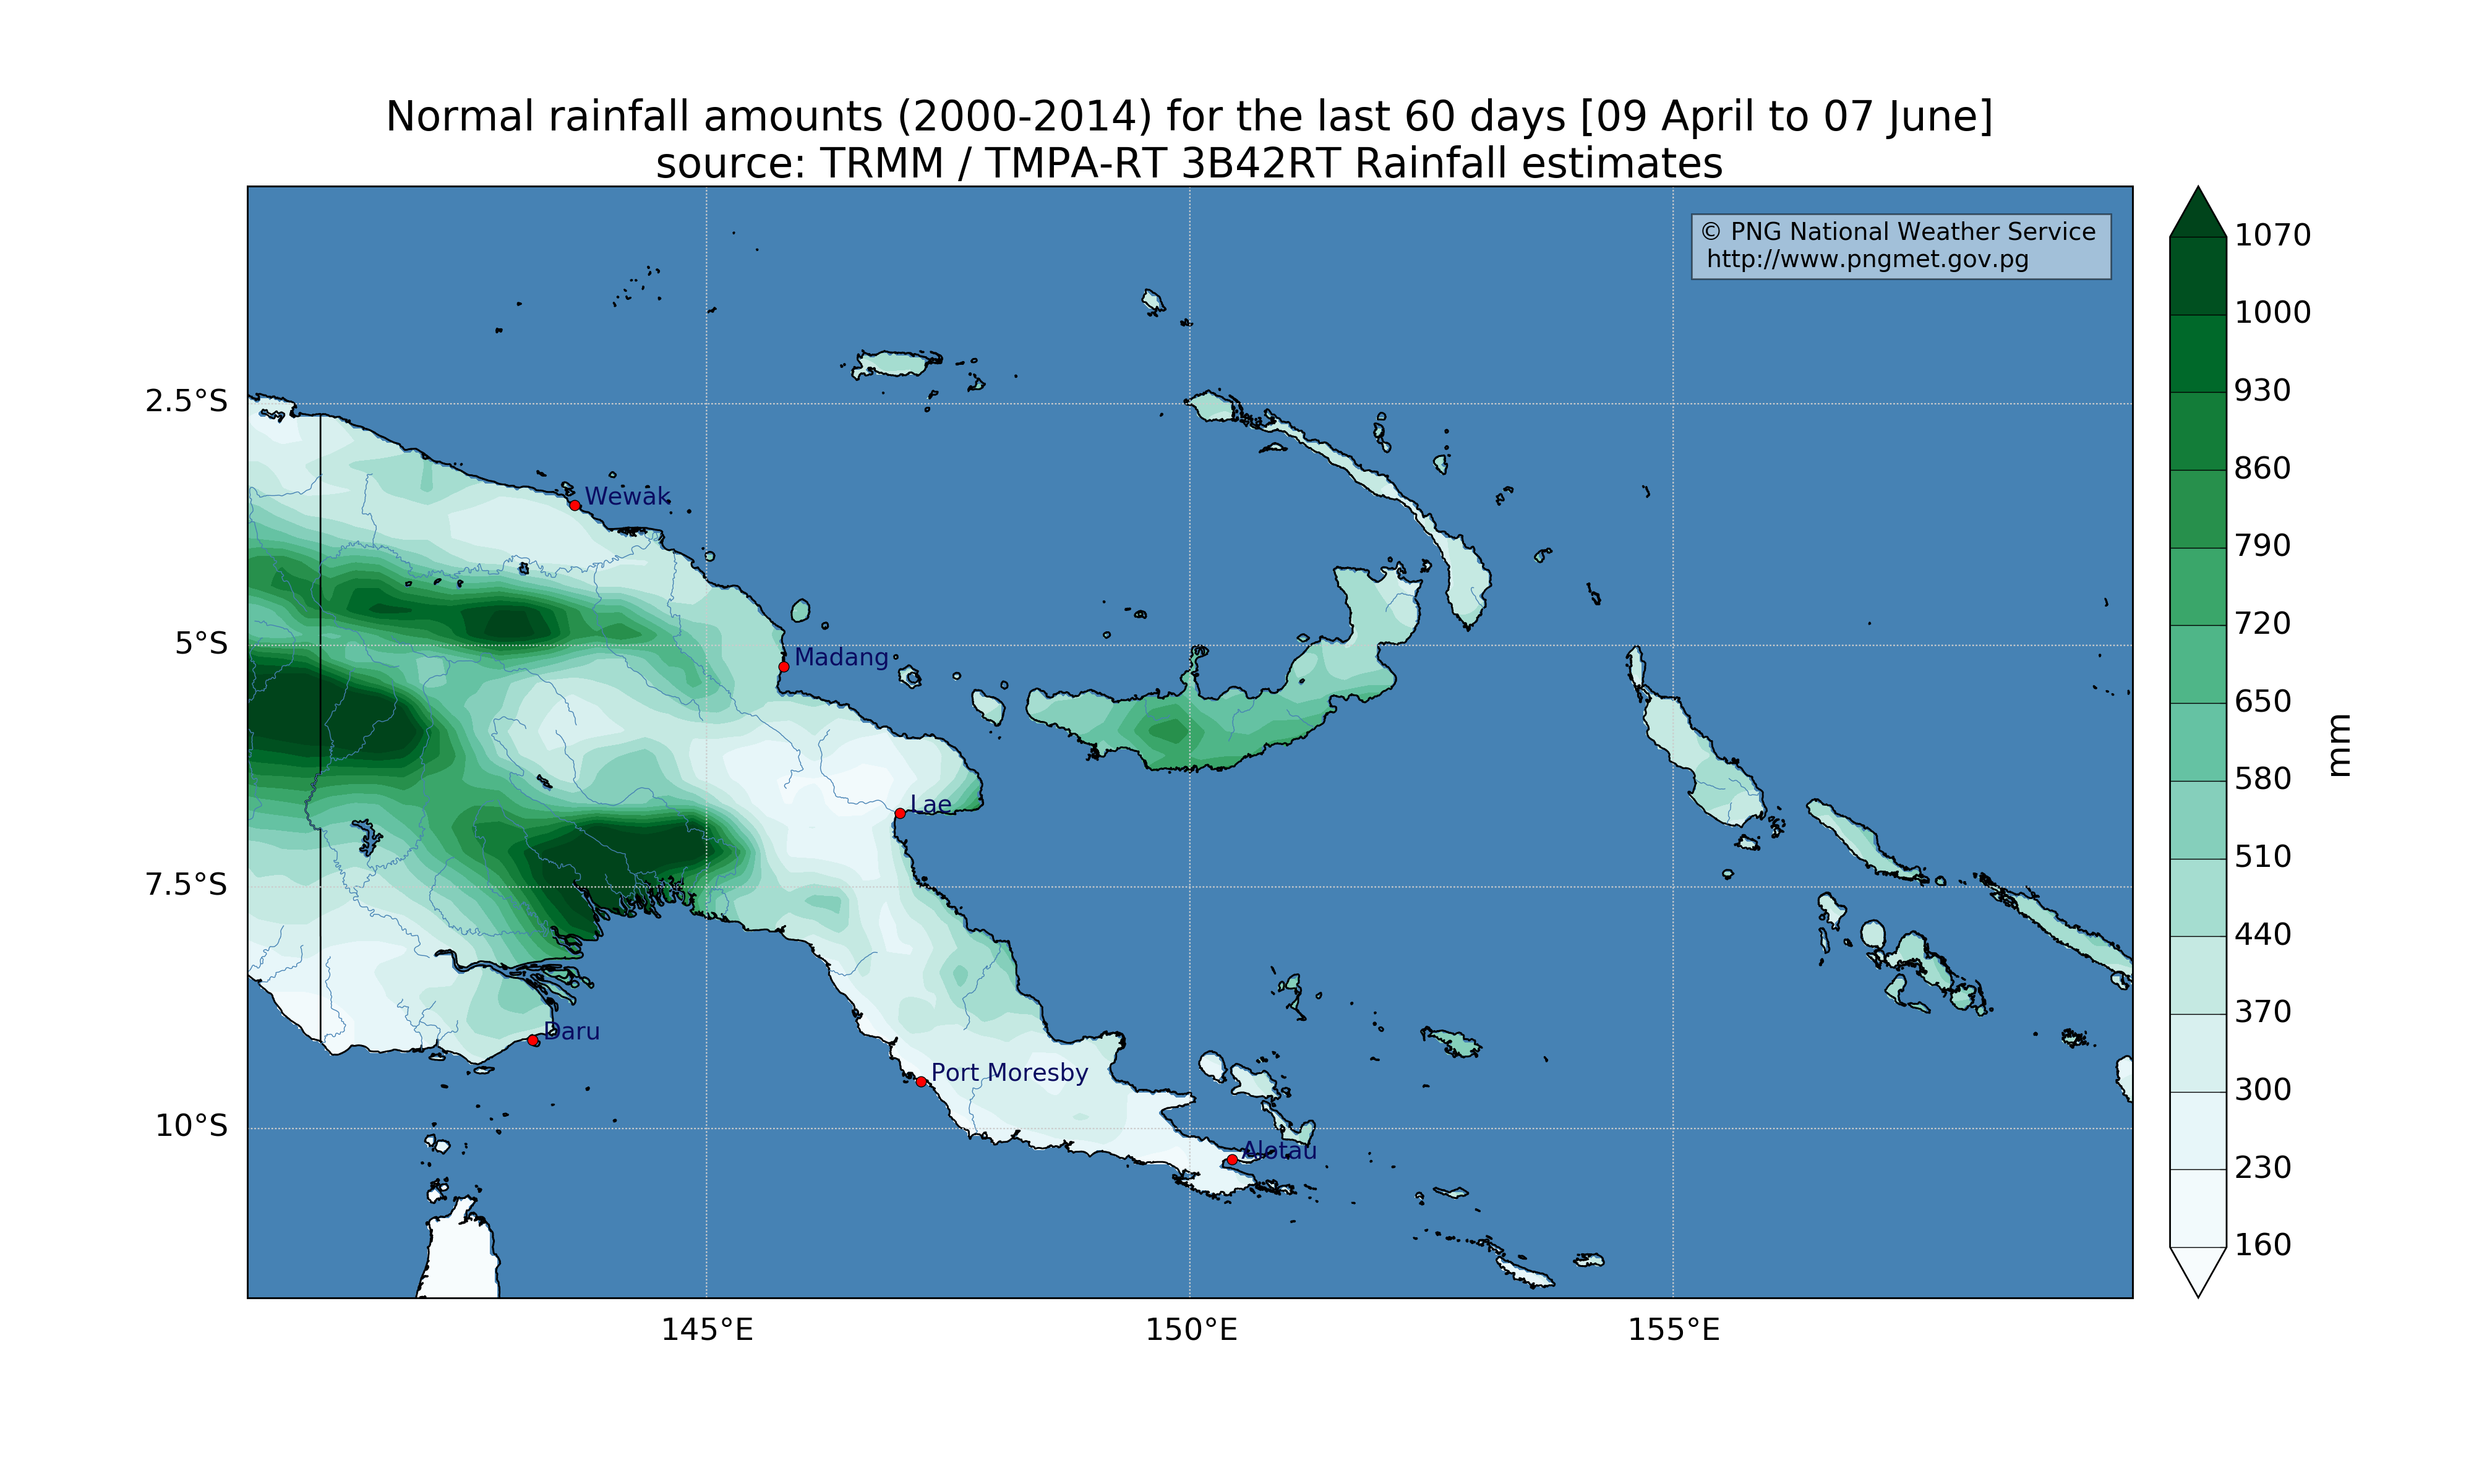 Normal rainfall amounts (2000-2014) for the last 60 days [09 April to 07 June]
source: TRMM / TMPA-RT 3B42RT Rainfall estimates
© PNG National Weather Service
http://www.pngmet.gov.pg
1070
1000
930
860
790
720
650
580
510
440
370
300
230
160
mm
2.5°S
5°S
7.5°S
10°S
Wewak
Madang
Lae
Daru
Port Moresby
Alotau
145°E
150°E
155°E